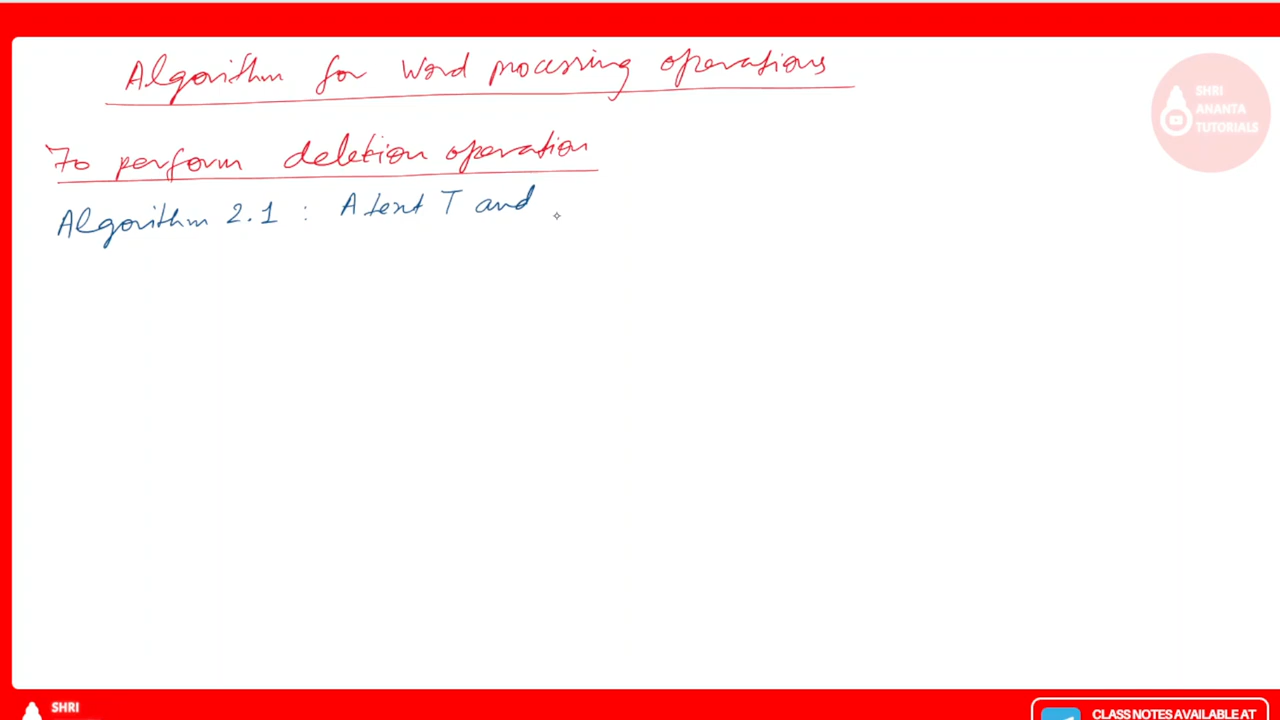 Algorithm for Word processing operations
SHRI
ANANTA
TUTORIALS
To perform deletion operation
Algorithm 2.1 : A text T and
SHRI
CLASS NOTES AVAILABLE AT